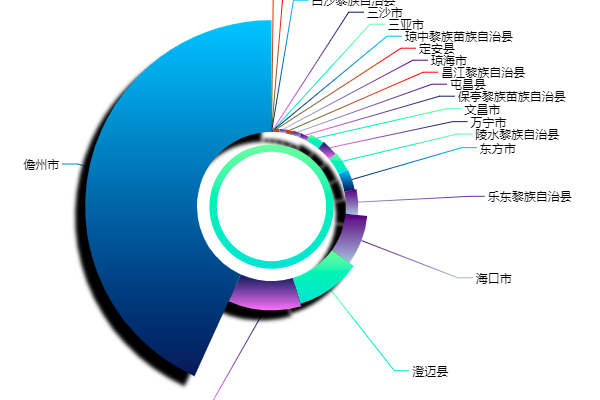 白沙黎族自治县
三沙市
三亚市
琼中黎族苗族自治县
定安县
琼海市
昌江黎族自治县
屯昌县
保亭黎族苗族自治县
文昌市
万宁市
陵水黎族自治县
东方市
儋州市
乐东黎族自治县
海口市
澄迈县